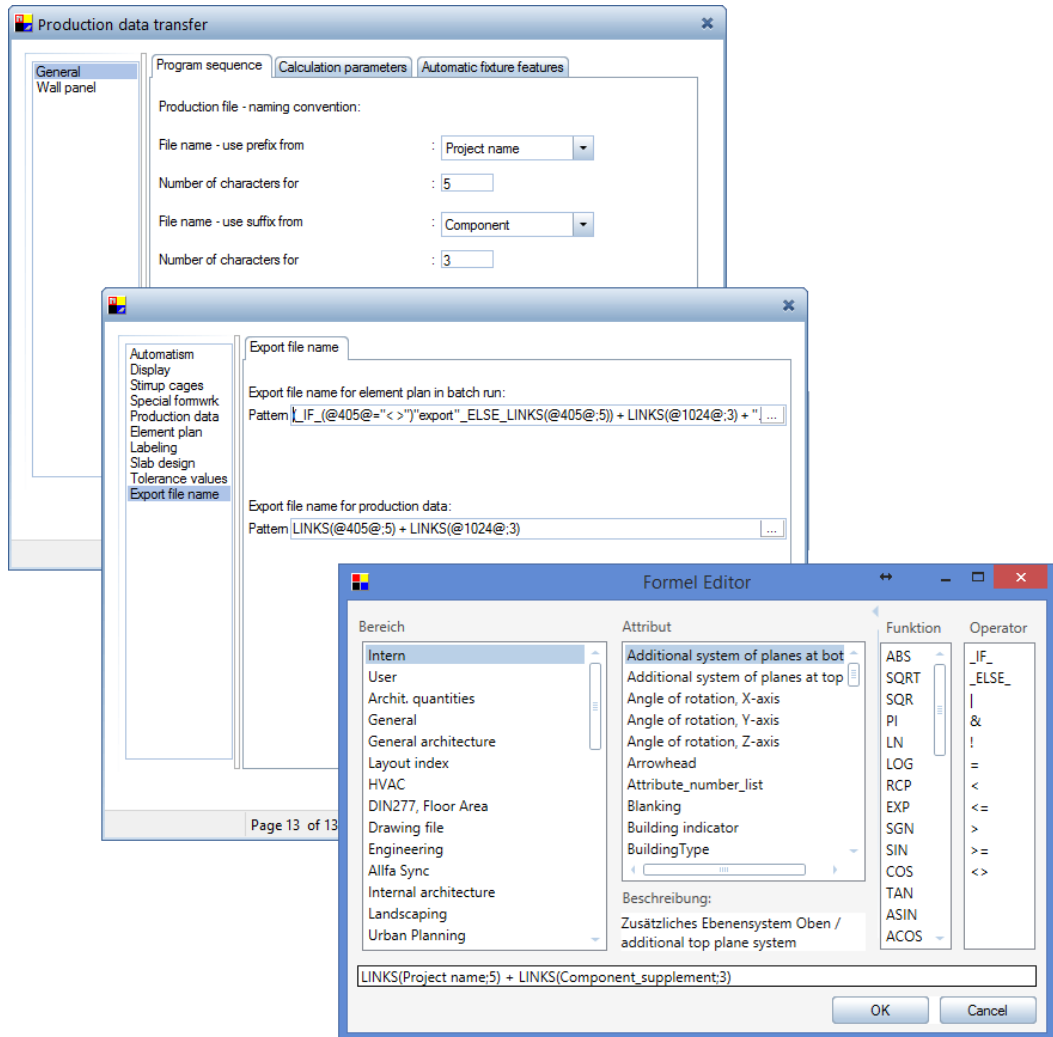 Production data transfer
General
Wall panel
Program sequence
Calculation parameters
Automatic fixture features
Production file - naming convention:
File name - use prefix from : Project name
Number of characters for : 5
File name - use suffix from : Component
Number of characters for : 3
Automatism
Display
Stirrup cages
Special formwrk
Production data
Element plan
Labeling
Slab design
Tolerance values
Export file name
Export file name
Export file name for element plan in batch run:
Pattern (_IF_(@405@="< >")"export"_ELSE_LINKS(@405@;5)) + LINKS(@1024@;3) + ". ...
Export file name for production data:
Pattern LINKS(@405@;5) + LINKS(@1024@;3) ...
Page 13 of 13
Formel Editor
Bereich
Intern
User
Archit. quantities
General
General architecture
Layout index
HVAC
DIN277, Floor Area
Drawing file
Engineering
Allfa Sync
Internal architecture
Landscaping
Urban Planning
Attribut
Additional system of planes at bot
Additional system of planes at top
Angle of rotation, X-axis
Angle of rotation, Y-axis
Angle of rotation, Z-axis
Arrowhead
Attribute_number_list
Blanking
Building indicator
BuildingType
Beschreibung:
Zusätzliches Ebenensystem Oben /
additional top plane system
Funktion
ABS
SQRT
SQR
PI
LN
LOG
RCP
EXP
SGN
SIN
COS
TAN
ASIN
ACOS
Operator
_IF_
_ELSE_
|
&
!
=
<
<=
>
>=
<>
LINKS(Project name;5) + LINKS(Component_supplement;3)
OK
Cancel